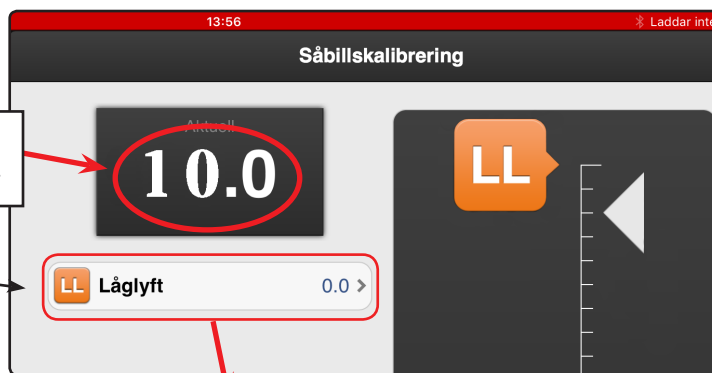 13:56
Laddar inte
Såbillskalibrering
Aktuell
10.0
LL
LL Låglyft 0.0